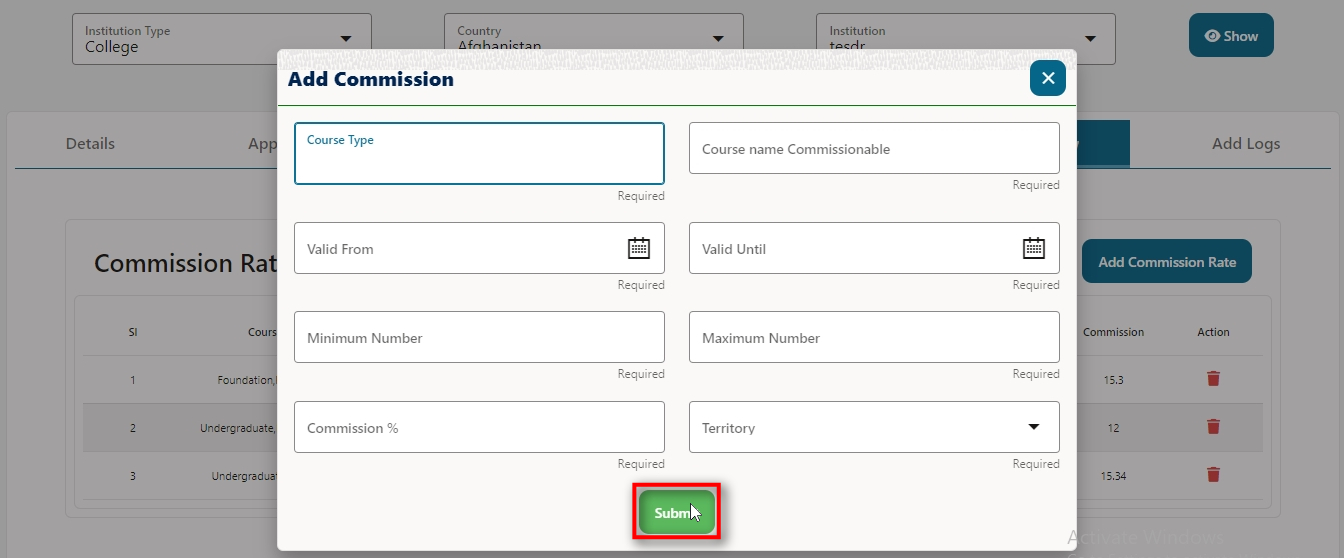 Institution Type
College
Country
Afghanistan
Institution
tesdr
Show
Add Commission
Details
App
Add Logs
Course Type
Required
Course name Commissionable
Required
Valid From
Required
Valid Until
Required
Commission Rat
Add Commission Rate
Minimum Number
Required
Maximum Number
Required
Sl
Cours
Commission
Action
1
Foundation,
15.3
2
Undergraduate,
12
3
Undergraduat
15.34
Commission %
Required
Territory
Required
Subm
Activate Windows